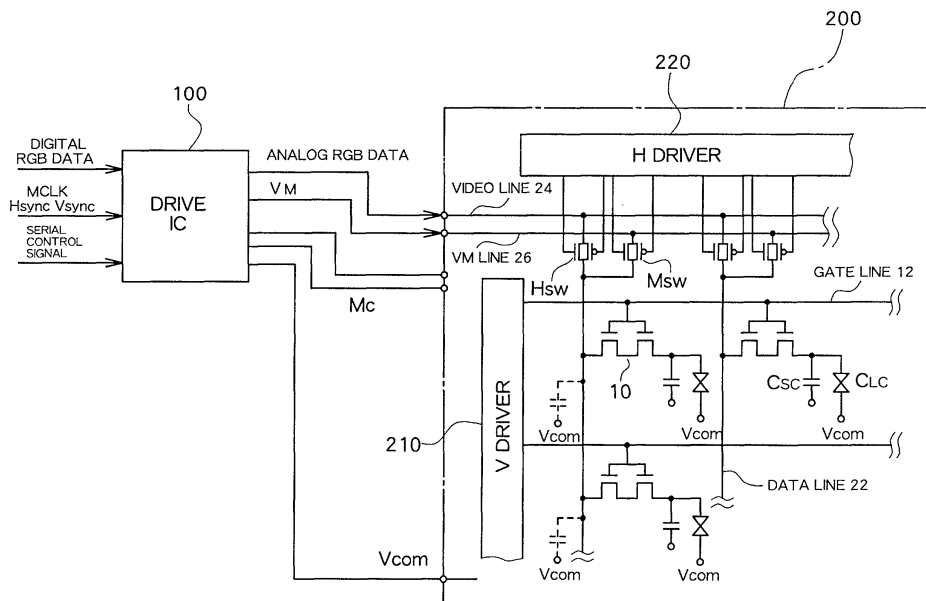 200
220
100
DIGITAL
RGB DATA
ANALOG RGB DATA
H DRIVER
MCLK
Hsync Vsync
VM
VIDEO LINE 24
DRIVE
IC
SERIAL
CONTROL
SIGNAL
VM LINE 26
Hsw
Msw
GATE LINE 12
Mc
10
CSC
CLC
Vcom
Vcom
Vcom
210
V DRIVER
DATA LINE 22
Vcom
Vcom
Vcom